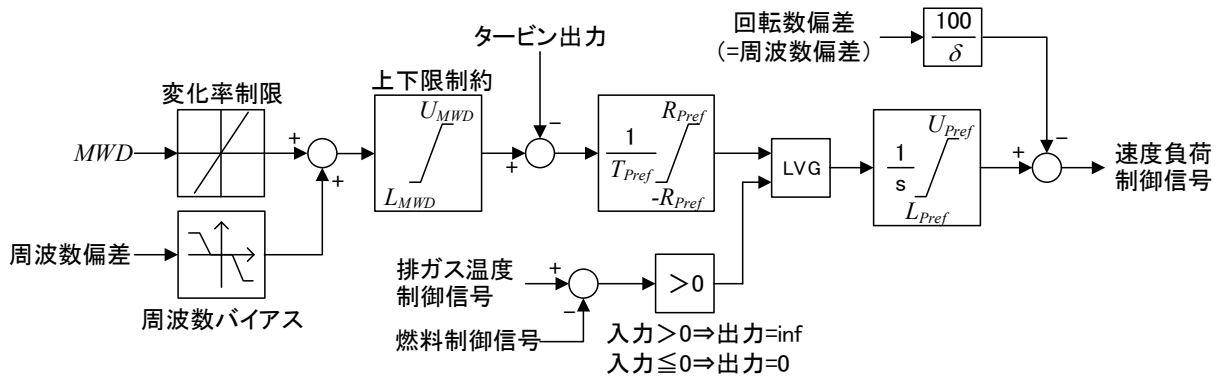 回転数偏差
(=周波数偏差)
100
δ
タービン出力
変化率制限
上下限制約
MWD
+
+
U_MWD
L_MWD
−
+
1
T_Pref
R_Pref
-R_Pref
LVG
1
s
U_Pref
L_Pref
−
+
速度負荷
制御信号
周波数偏差
周波数バイアス
排ガス温度
制御信号
+
−
>0
燃料制御信号
入力>0⇒出力=inf
入力≦0⇒出力=0